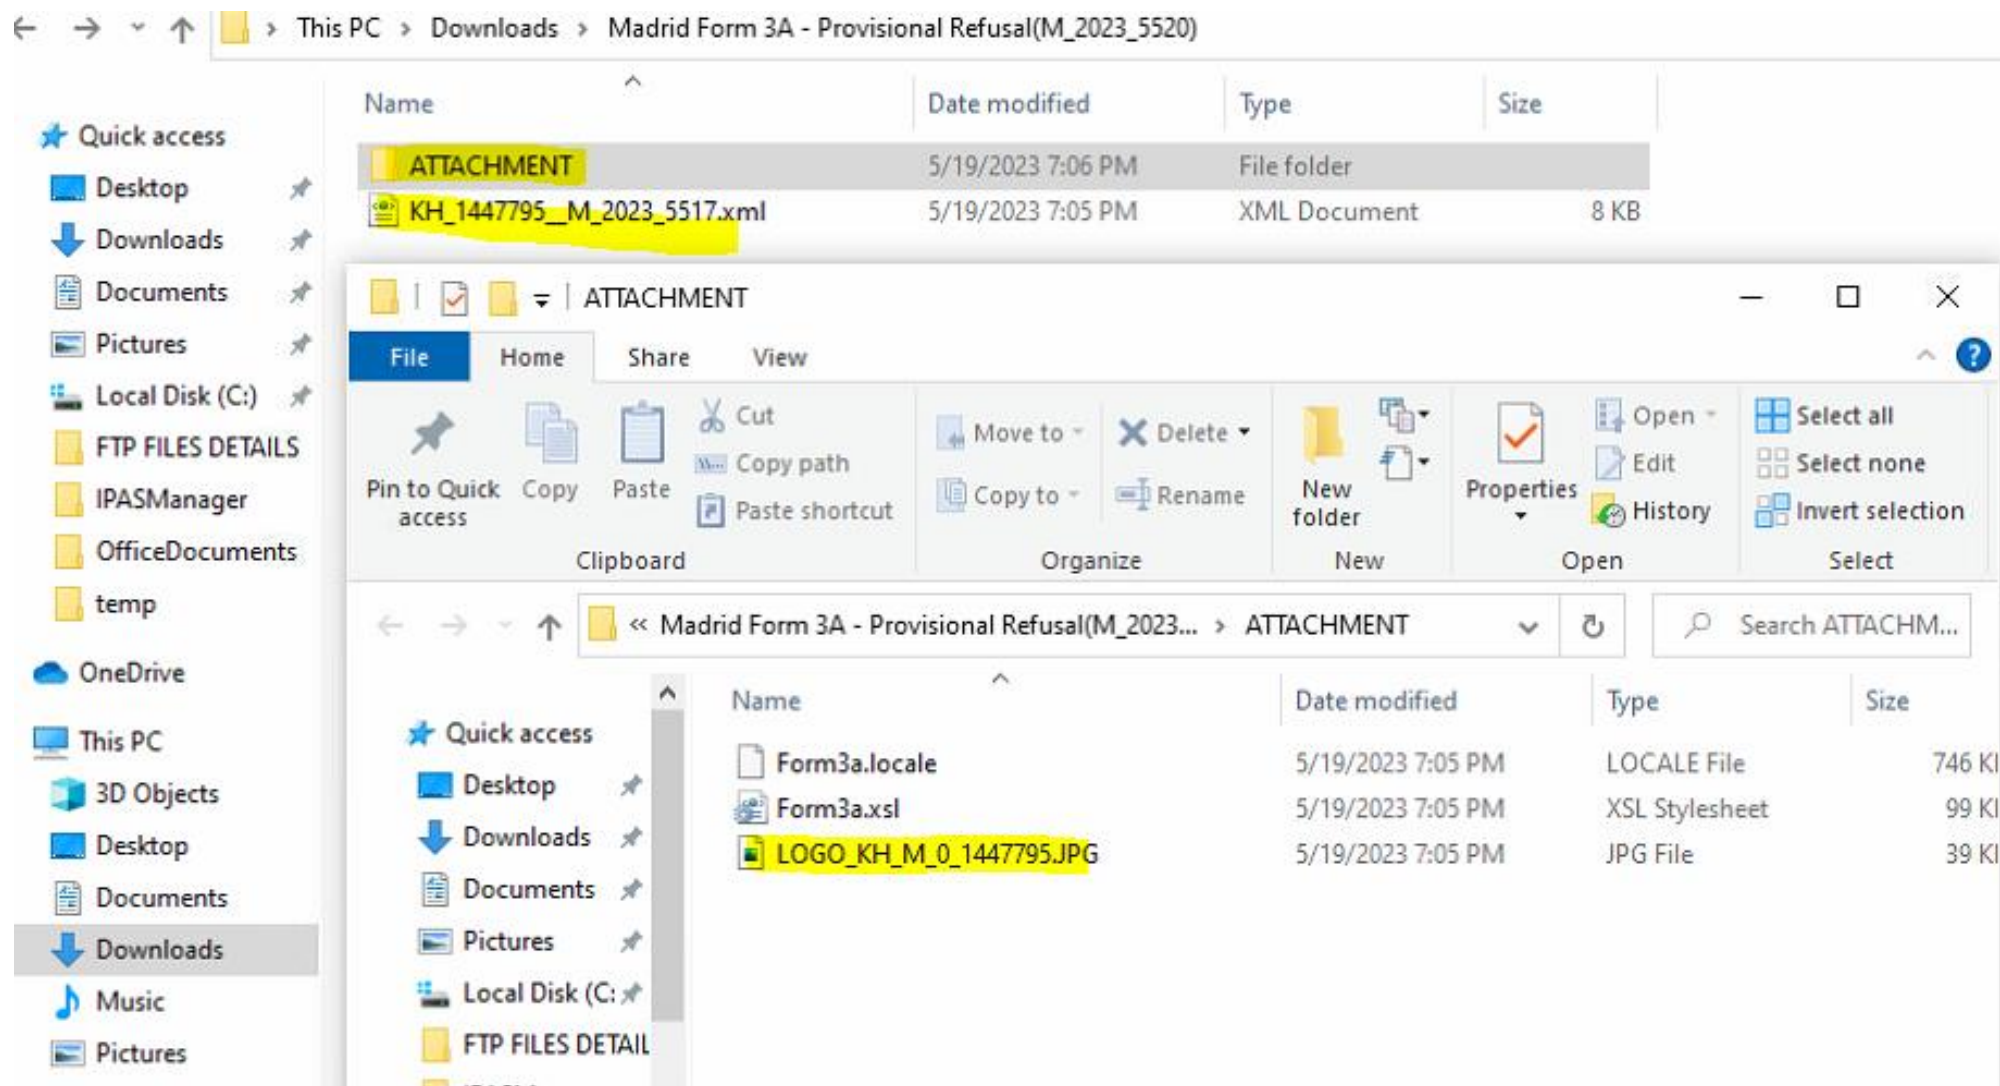 This PC > Downloads > Madrid Form 3A - Provisional Refusal(M_2023_5520)
Name Date modified Type Size
Quick access
Desktop
Downloads
Documents
Pictures
Local Disk (C:)
FTP FILES DETAILS
IPASManager
OfficeDocuments
temp
OneDrive
This PC
3D Objects
Desktop
Documents
Downloads
Music
Pictures
ATTACHMENT 5/19/2023 7:06 PM File folder
KH_1447795__M_2023_5517.xml 5/19/2023 7:05 PM XML Document 8 KB
ATTACHMENT
File Home Share View
Pin to Quick access
Copy
Paste
Cut
Copy path
Paste shortcut
Clipboard
Move to
Copy to
Delete
Rename
Organize
New folder
New
Properties
Open
Edit
History
Open
Select all
Select none
Invert selection
Select
« Madrid Form 3A - Provisional Refusal(M_2023... > ATTACHMENT
Search ATTACHM...
Name Date modified Type Size
Quick access
Desktop
Downloads
Documents
Pictures
Local Disk (C:
FTP FILES DETAIL
Form3a.locale 5/19/2023 7:05 PM LOCALE File 746 K
Form3a.xsl 5/19/2023 7:05 PM XSL Stylesheet 99 K
LOGO_KH_M_0_1447795.JPG 5/19/2023 7:05 PM JPG File 39 K